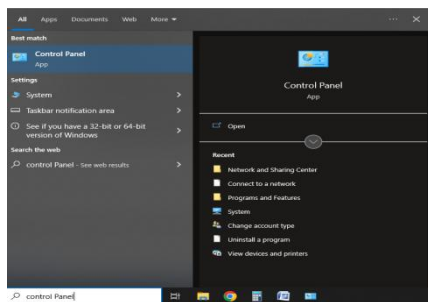 All Apps Documents Web More
Best match
Control Panel
App
Settings
System
Taskbar notification area
See if you have a 32-bit or 64-bit
version of Windows
Search the web
control Panel - See web results
Control Panel
App
Open
Recent
Network and Sharing Center
Connect to a network
Programs and Features
System
Change account type
Uninstall a program
View devices and printers
control Panel